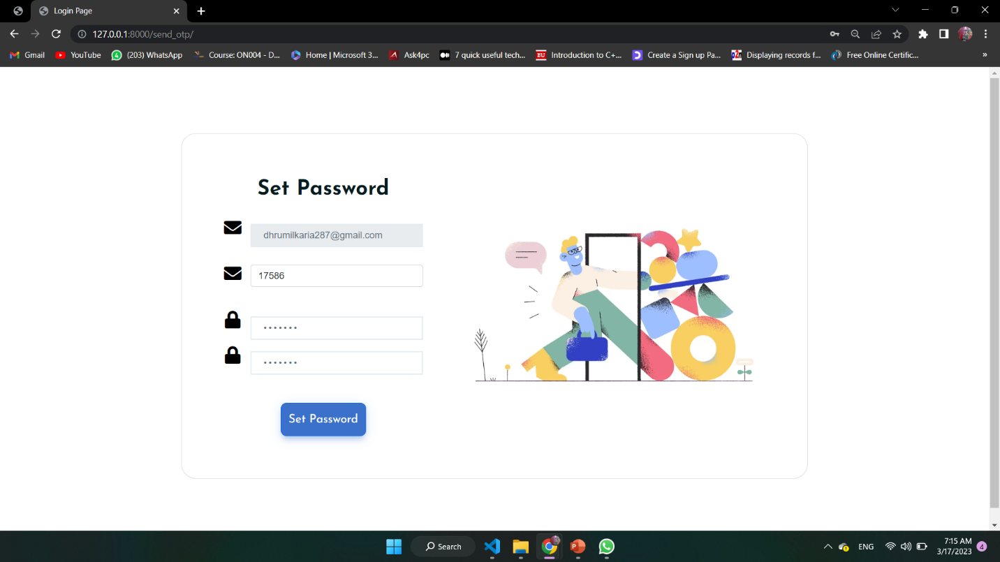 Login Page
127.0.0.1:8000/send_otp/
Gmail
YouTube
(203) WhatsApp
Course: ON004 - D...
Home | Microsoft 3...
Ask4pc
7 quick useful tech...
BU
Introduction to C+...
Create a Sign up Pa...
Displaying records f...
Free Online Certific...
»
Set Password
dhrumilkaria287@gmail.com
17586
•••••••
•••••••
Set Password
Search
ENG
7:15 AM
3/17/2023
4